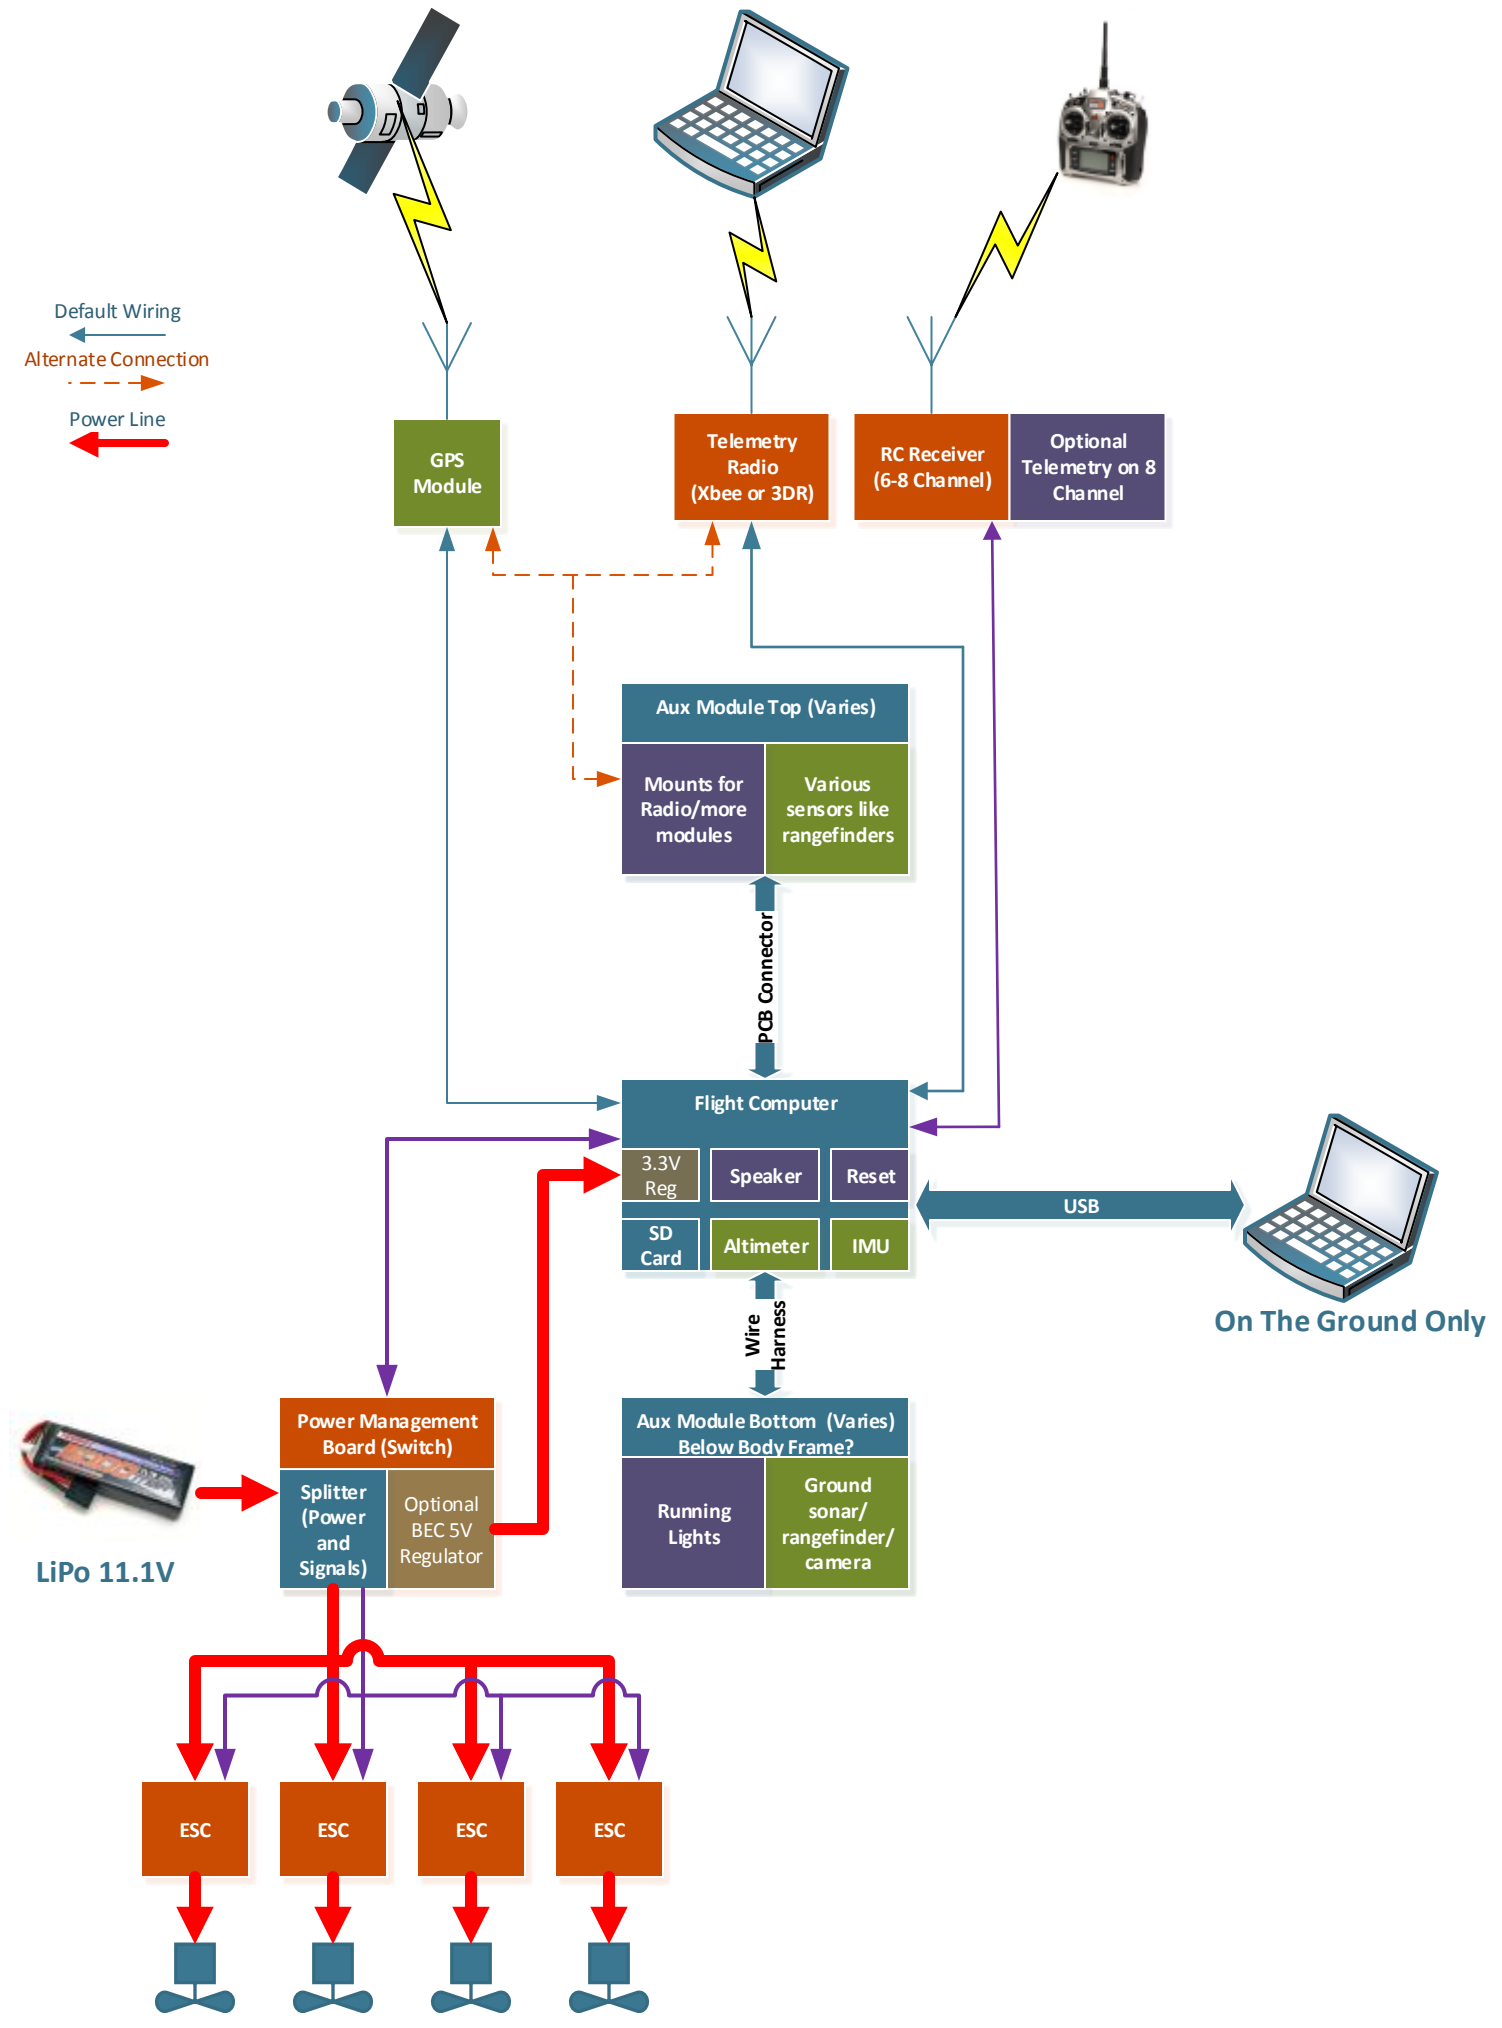 Default Wiring
Alternate Connection
Power Line
GPS
Module
Telemetry
Radio
(Xbee or 3DR)
RC Receiver
(6-8 Channel)
Optional
Telemetry on 8
Channel
Aux Module Top (Varies)
Mounts for
Radio/more
modules
Various
sensors like
rangefinders
PCB Connector
Flight Computer
3.3V
Reg
Speaker
Reset
SD
Card
Altimeter
IMU
USB
On The Ground Only
Wire
Harness
Power Management
Board (Switch)
Splitter
(Power
and
Signals)
Optional
BEC 5V
Regulator
LiPo 11.1V
Aux Module Bottom (Varies)
Below Body Frame?
Running
Lights
Ground
sonar/
rangefinder/
camera
ESC
ESC
ESC
ESC